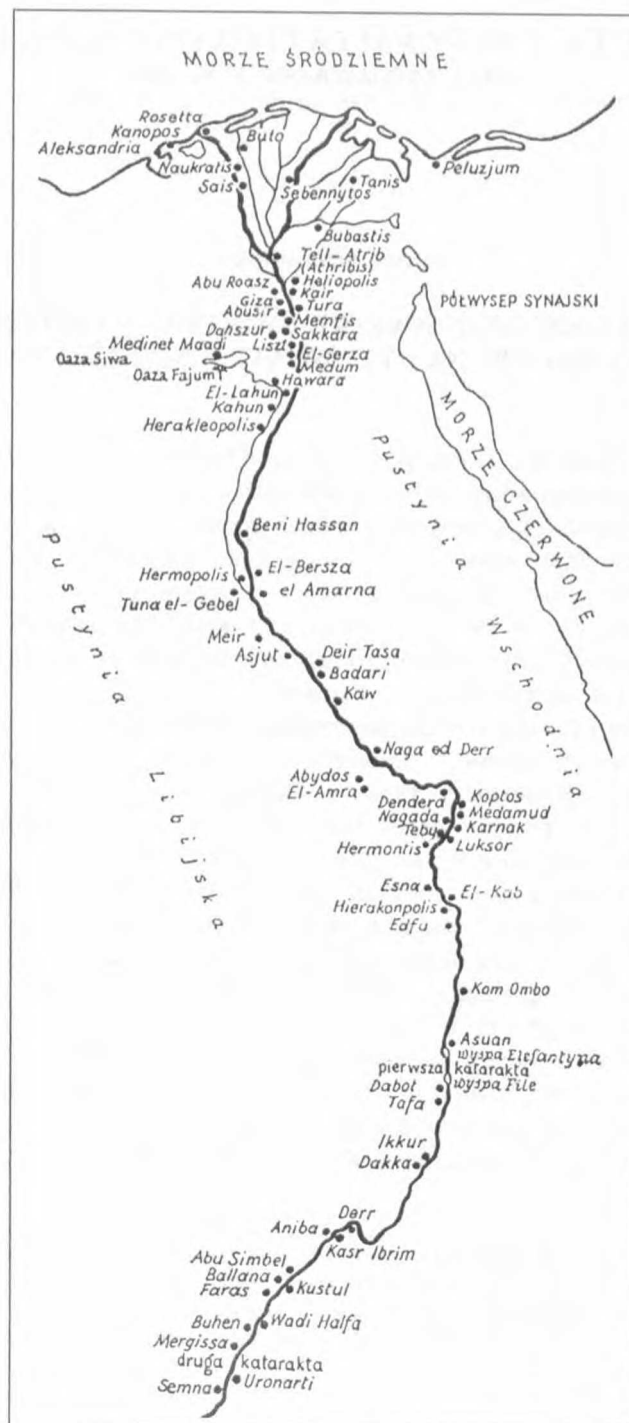 MORZE ŚRÓDZIEMNE
Rosetta
Kanopos
Aleksandria
Buto
Naukratis
Sais
Sebennytos
Tanis
Peluzjum
Bubastis
Tell-Atrib
(Athribis)
Abu Roasz
Heliopolis
Giza
Kair
Abusir
Tura
Memfis
Dahszur
Sakkara
PÓŁWYSEP SYNAJSKI
Medinet Maadi
Liszt
Oaza Siwa
El-Gerza
Medum
Oaza Fajum
Hawara
El-Lahun
Kahun
Herakleopolis
MORZE CZERWONE
Pustynia Wschodnia
Pustynia Libijska
Beni Hassan
El-Bersza
Hermopolis
el Amarna
Tuna el-Gebel
Meir
Asjut
Deir Tasa
Badari
Kaw
Naga ed Derr
Abydos
El-Amra
Dendera
Koptos
Nagada
Medamud
Teby
Karnak
Hermontis
Luksor
Esna
El-Kab
Hierakonpolis
Edfu
Kom Ombo
Asuan
wyspa Elefantyna
pierwsza katarakta
Dabot
wyspa File
Tafa
Ikkur
Dakka
Derr
Aniba
Kasr Ibrim
Abu Simbel
Ballana
Faras
Kustul
Buhen
Wadi Halfa
Mergissa
druga katarakta
Semna
Uronarti